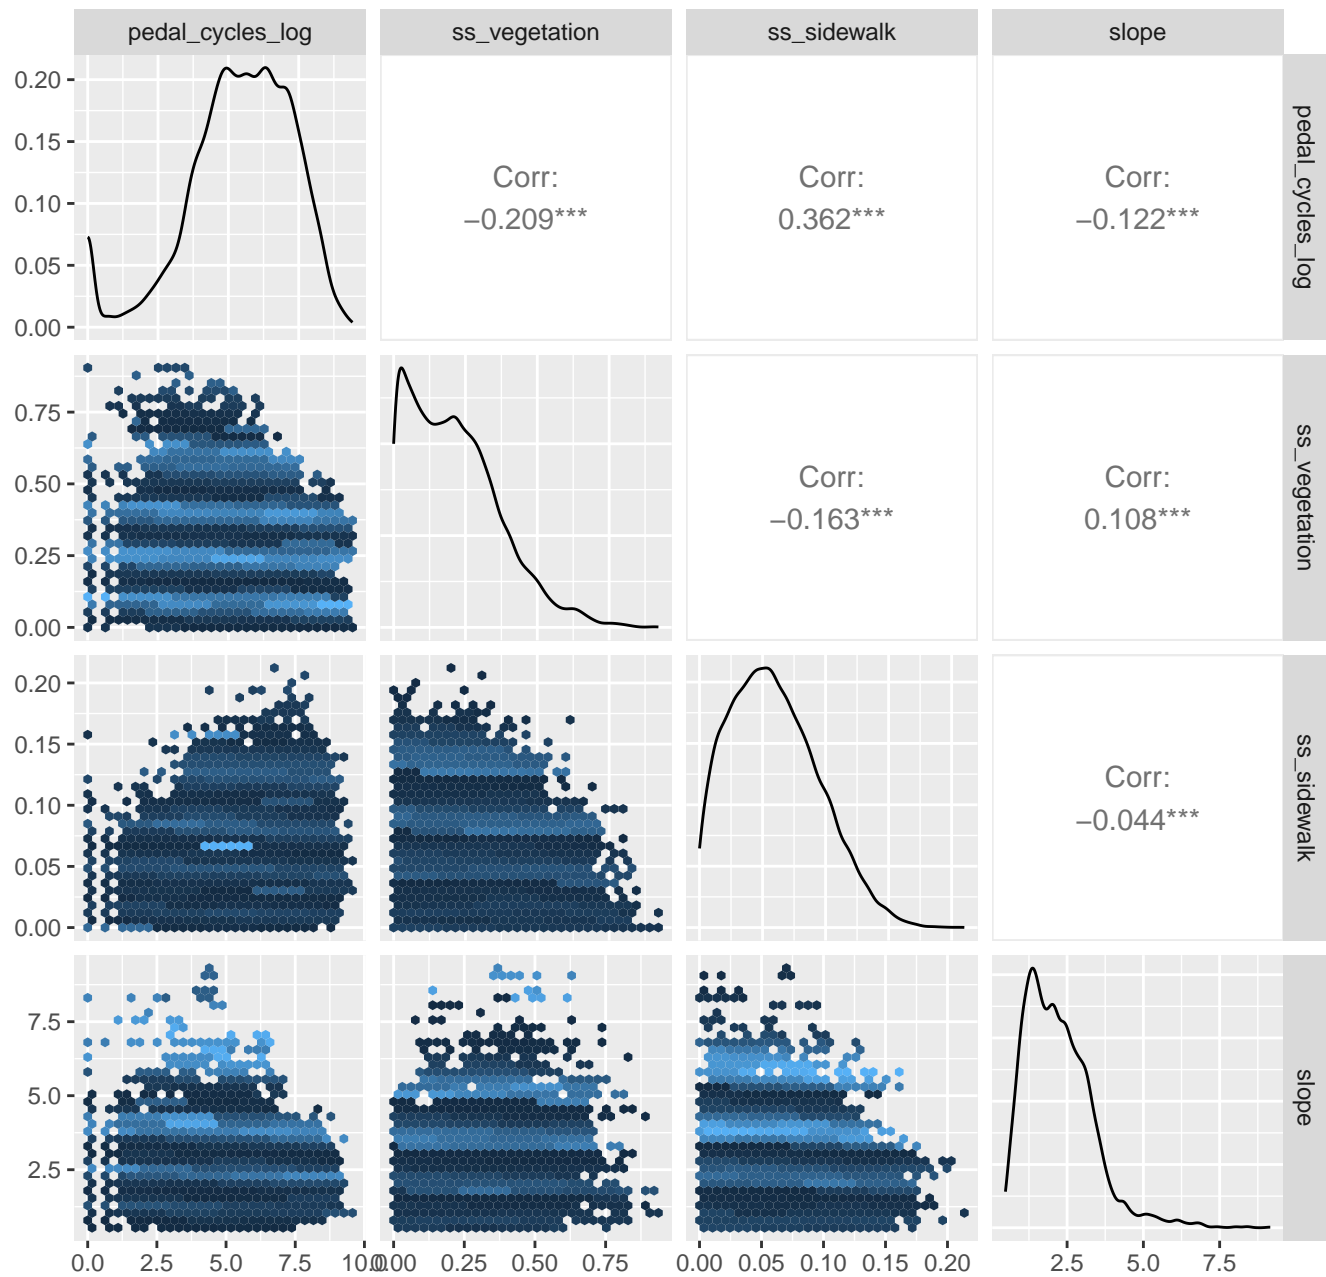 pedal_cycles_log ss_vegetation ss_sidewalk slope
0.20
0.15
0.10
0.05
0.00
Corr:
−0.209***
Corr:
0.362***
Corr:
−0.122***
pedal_cycles_log
0.75
0.50
0.25
0.00
Corr:
−0.163***
Corr:
0.108***
ss_vegetation
0.20
0.15
0.10
0.05
0.00
Corr:
−0.044***
ss_sidewalk
7.5
5.0
2.5
slope
0.0 2.5 5.0 7.5 10.0 0.00 0.25 0.50 0.75 0.00 0.05 0.10 0.15 0.20 2.5 5.0 7.5